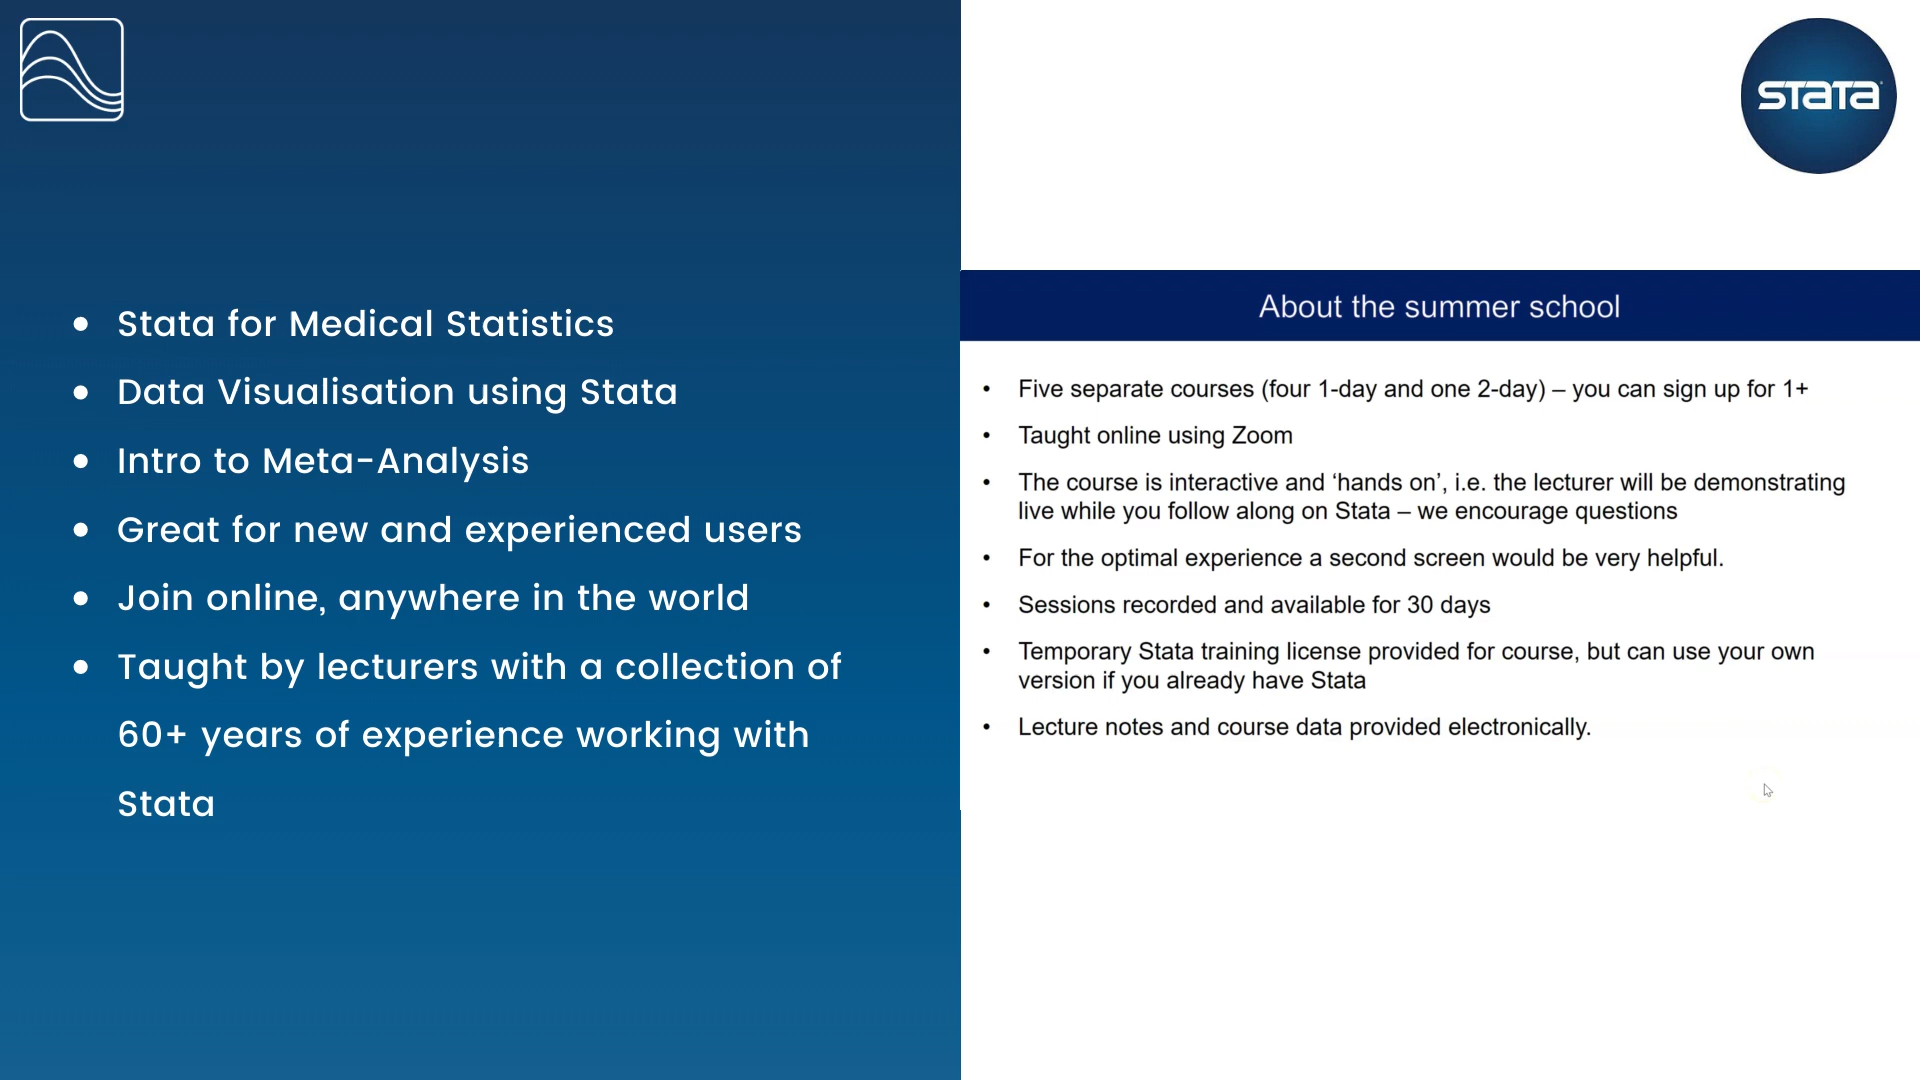 • Stata for Medical Statistics
• Data Visualisation using Stata
• Intro to Meta-Analysis
• Great for new and experienced users
• Join online, anywhere in the world
• Taught by lecturers with a collection of
60+ years of experience working with
Stata
stata
About the summer school
• Five separate courses (four 1-day and one 2-day) – you can sign up for 1+
• Taught online using Zoom
• The course is interactive and ‘hands on’, i.e. the lecturer will be demonstrating
live while you follow along on Stata – we encourage questions
• For the optimal experience a second screen would be very helpful.
• Sessions recorded and available for 30 days
• Temporary Stata training license provided for course, but can use your own
version if you already have Stata
• Lecture notes and course data provided electronically.